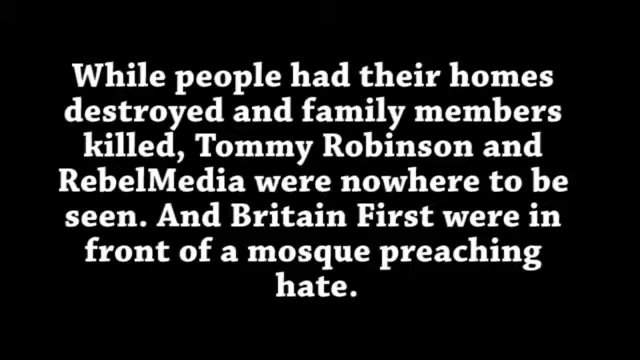 While people had their homes
destroyed and family members
killed, Tommy Robinson and
RebelMedia were nowhere to be
seen. And Britain First were in
front of a mosque preaching
hate.